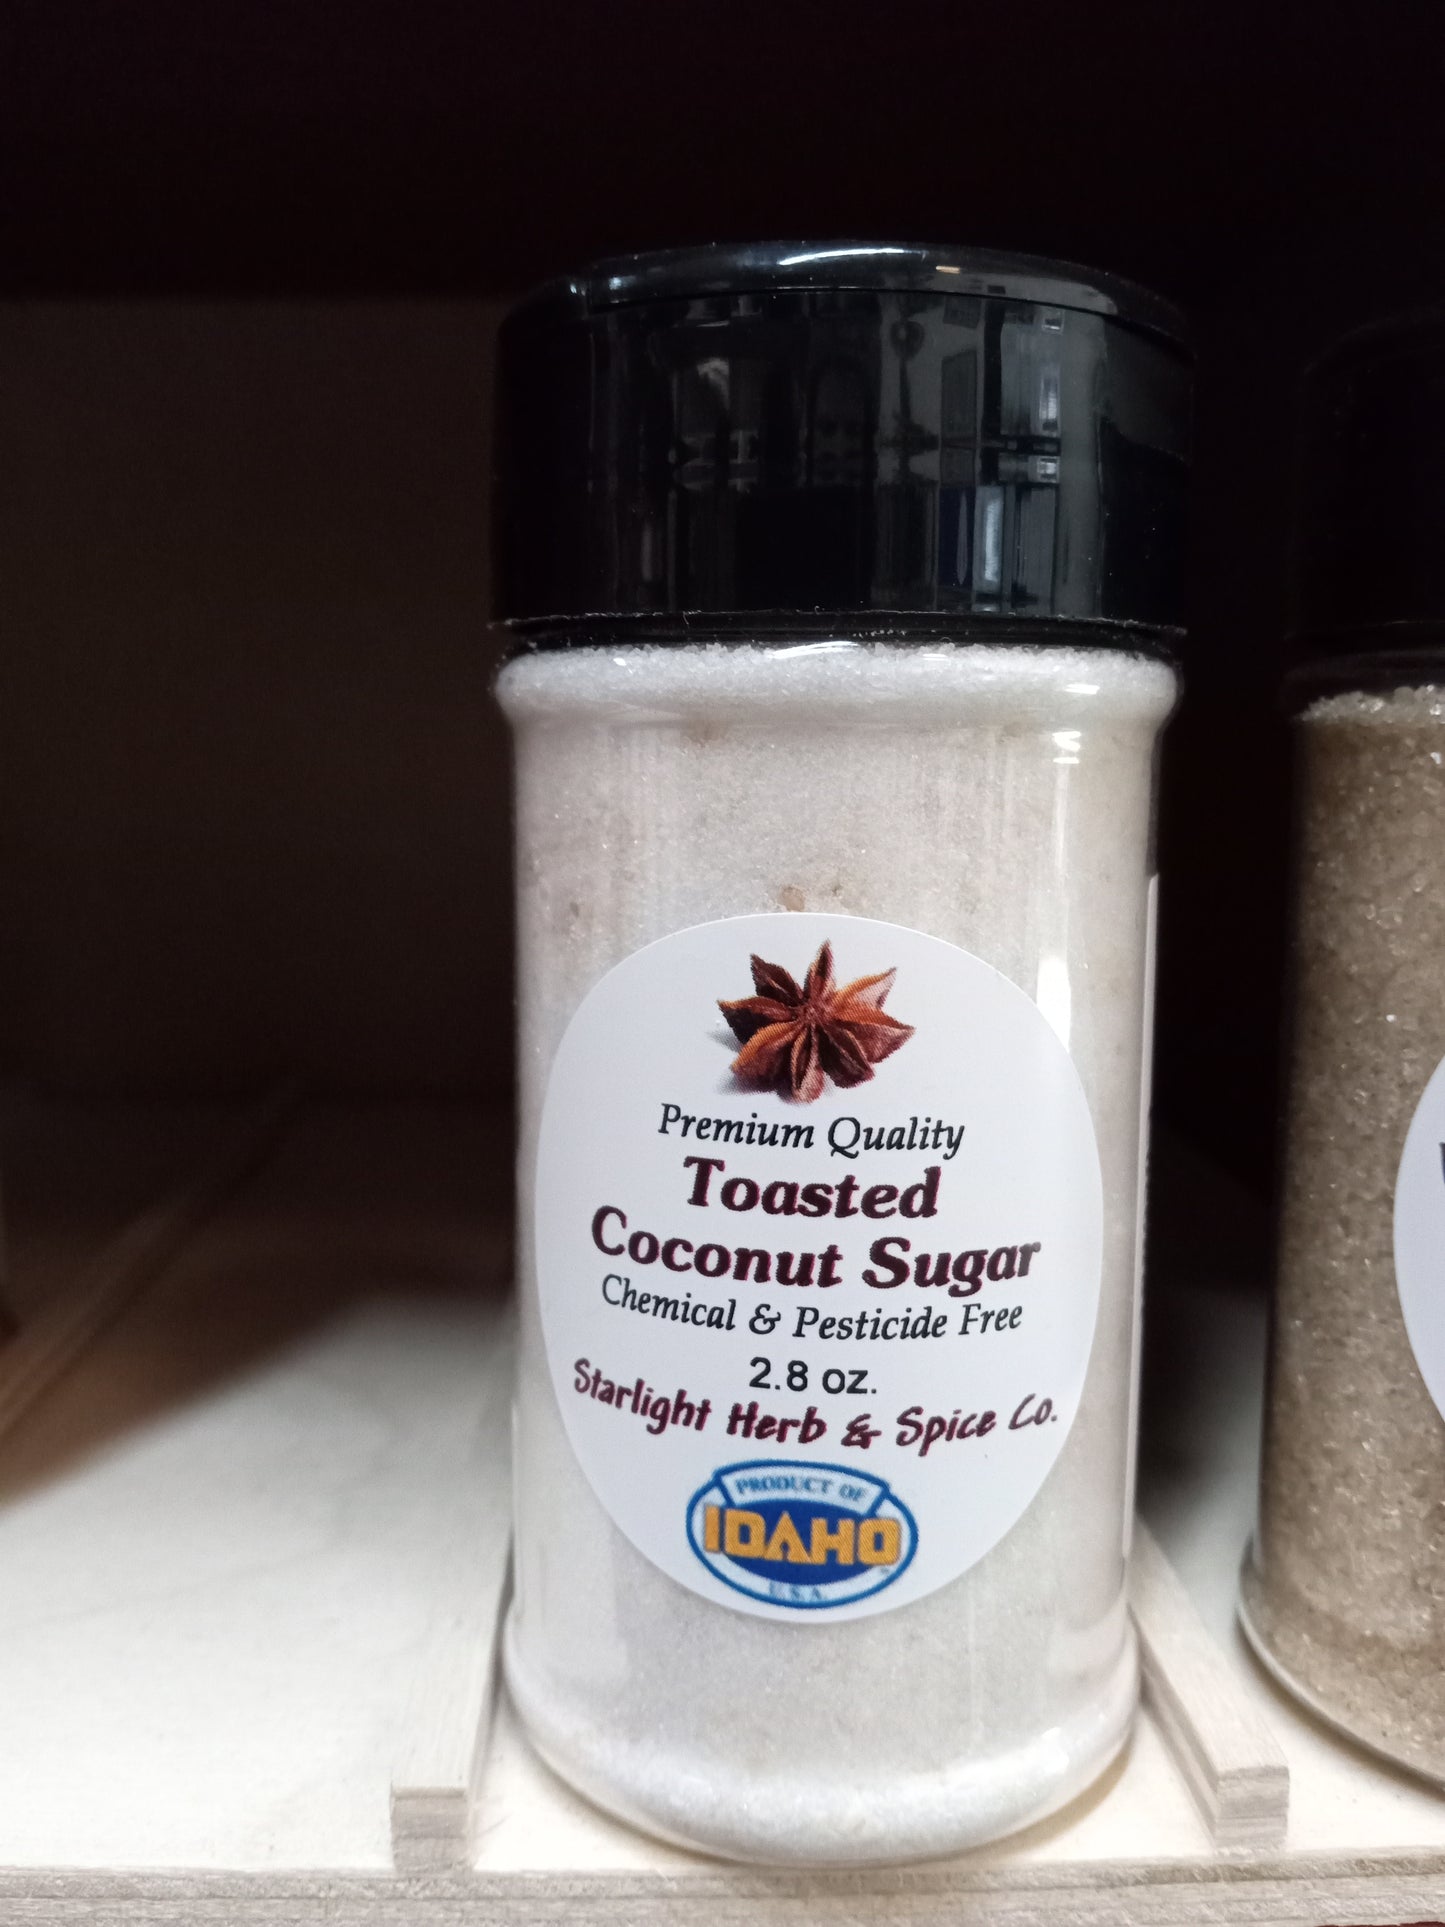 Premium Quality
Toasted
Coconut Sugar
Chemical & Pesticide Free
2.8 oz.
Starlight Herb & Spice Co.
PRODUCT OF
IDAHO
U.S.A.